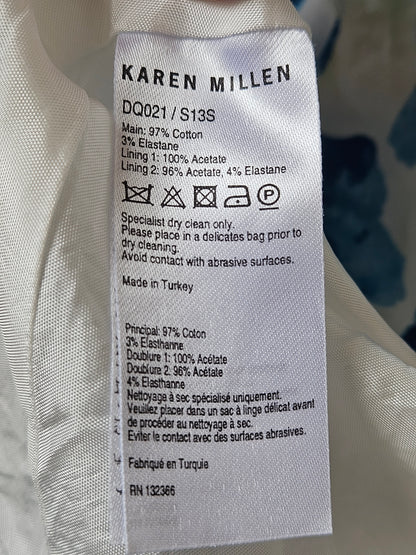 KAREN MILLEN
DQ021 / S13S
Main: 97% Cotton
3% Elastane
Lining 1: 100% Acetate
Lining 2: 96% Acetate, 4% Elastane
P
Specialist dry clean only.
Please place in a delicates bag prior to
dry cleaning.
Avoid contact with abrasive surfaces.
Made in Turkey
Principal: 97% Coton
3% Elasthanne
Doublure 1: 100% Acétate
Doublure 2: 96% Acétate
4% Elasthanne
Nettoyage à sec spécialisé uniquement.
Veuillez placer dans un sac à linge délicat avant
de procéder au nettoyage à sec.
Eviter le contact avec des surfaces abrasives.
Fabriqué en Turquie
RN 132366